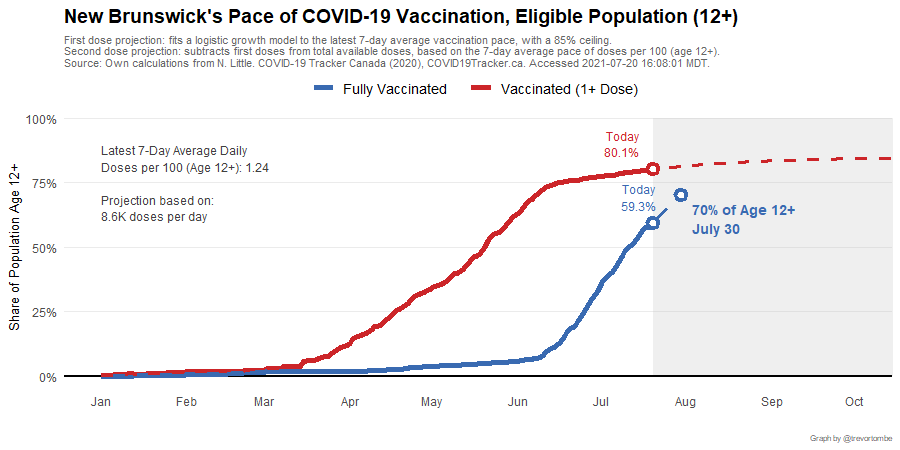 New Brunswick's Pace of COVID-19 Vaccination, Eligible Population (12+)
First dose projection: fits a logistic growth model to the latest 7-day average vaccination pace, with a 85% ceiling.
Second dose projection: subtracts first doses from total available doses, based on the 7-day average pace of doses per 100 (age 12+).
Source: Own calculations from N. Little. COVID-19 Tracker Canada (2020), COVID19Tracker.ca. Accessed 2021-07-20 16:08:01 MDT.
Fully Vaccinated
Vaccinated (1+ Dose)
Share of Population Age 12+
100%
75%
50%
25%
0%
Latest 7-Day Average Daily
Doses per 100 (Age 12+): 1.24
Projection based on:
8.6K doses per day
Today
80.1%
Today
59.3%
70% of Age 12+
July 30
Jan
Feb
Mar
Apr
May
Jun
Jul
Aug
Sep
Oct
Graph by @trevortombe